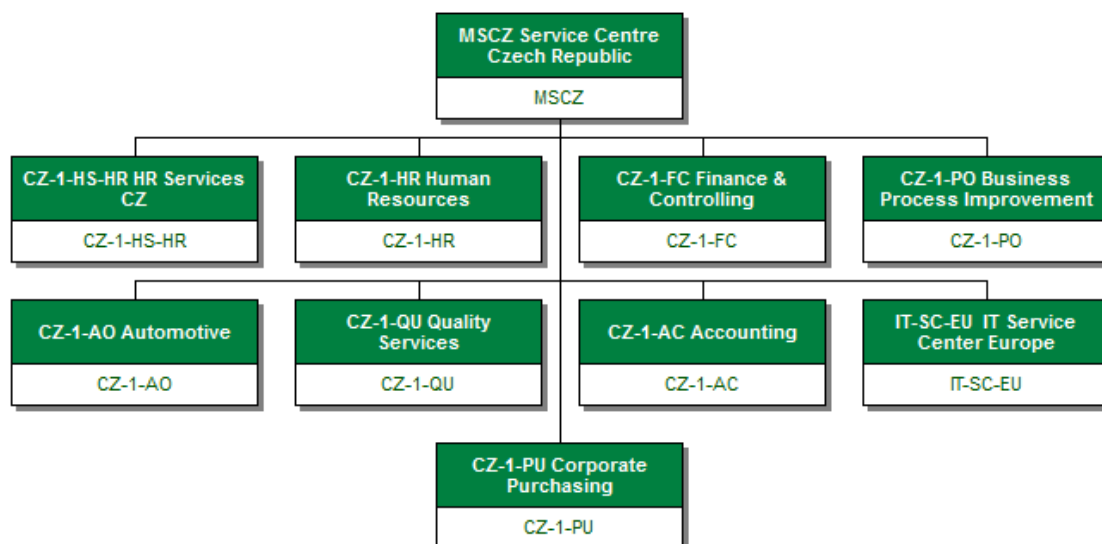 MSCZ Service Centre
Czech Republic
MSCZ
CZ-1-HS-HR HR Services
CZ
CZ-1-HS-HR
CZ-1-HR Human
Resources
CZ-1-HR
CZ-1-FC Finance &
Controlling
CZ-1-FC
CZ-1-PO Business
Process Improvement
CZ-1-PO
CZ-1-AO Automotive
CZ-1-AO
CZ-1-QU Quality
Services
CZ-1-QU
CZ-1-AC Accounting
CZ-1-AC
IT-SC-EU  IT Service
Center Europe
IT-SC-EU
CZ-1-PU Corporate
Purchasing
CZ-1-PU